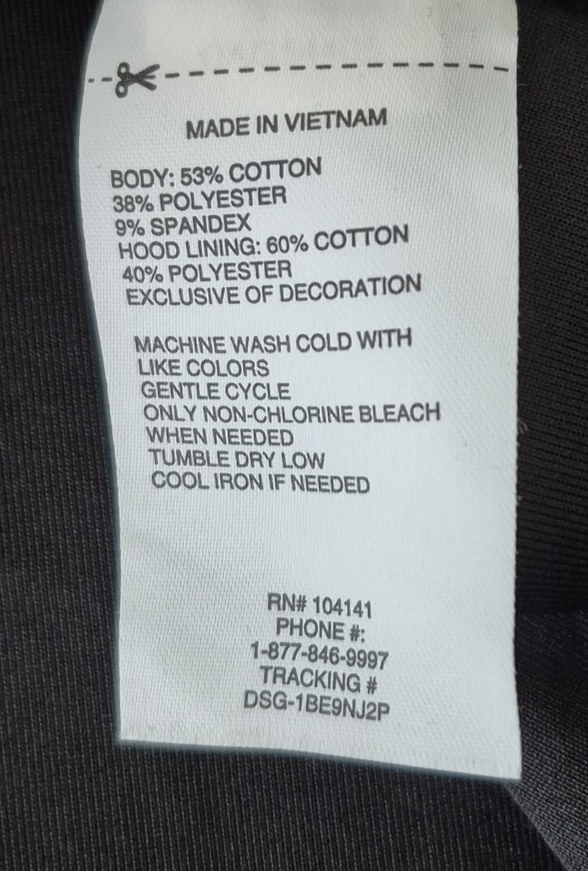 MADE IN VIETNAM
BODY: 53% COTTON
38% POLYESTER
9% SPANDEX
HOOD LINING: 60% COTTON
40% POLYESTER
EXCLUSIVE OF DECORATION
MACHINE WASH COLD WITH
LIKE COLORS
GENTLE CYCLE
ONLY NON-CHLORINE BLEACH
WHEN NEEDED
TUMBLE DRY LOW
COOL IRON IF NEEDED
RN# 104141
PHONE #:
1-877-846-9997
TRACKING #
DSG-1BE9NJ2P